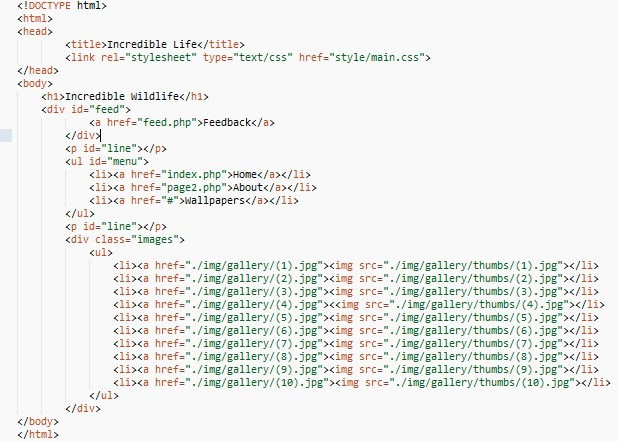 <!DOCTYPE html>
<html>
<head>
<title>Incredible Life</title>
<link rel="stylesheet" type="text/css" href="style/main.css">
</head>
<body>
<h1>Incredible Wildlife</h1>
<div id="feed">
<a href="feed.php">Feedback</a>
</div>
<p id="line"></p>
<ul id="menu">
<li><a href="index.php">Home</a></li>
<li><a href="page2.php">About</a></li>
<li><a href="#">Wallpapers</a></li>
</ul>
<p id="line"></p>
<div class="images">
<ul>
<li><a href="./img/gallery/(1).jpg"><img src="./img/gallery/thumbs/(1).jpg"></li>
<li><a href="./img/gallery/(2).jpg"><img src="./img/gallery/thumbs/(2).jpg"></li>
<li><a href="./img/gallery/(3).jpg"><img src="./img/gallery/thumbs/(3).jpg"></li>
<li><a href="./img/gallery/(4).jpg"><<img src="./img/gallery/thumbs/(4).jpg"></li>
<li><a href="./img/gallery/(5).jpg"><img src="./img/gallery/thumbs/(5).jpg"></li>
<li><a href="./img/gallery/(6).jpg"><img src="./img/gallery/thumbs/(6).jpg"></li>
<li><a href="./img/gallery/(7).jpg"><img src="./img/gallery/thumbs/(7).jpg"></li>
<li><a href="./img/gallery/(8).jpg"><img src="./img/gallery/thumbs/(8).jpg"></li>
<li><a href="./img/gallery/(9).jpg"><img src="./img/gallery/thumbs/(9).jpg"></li>
<li><a href="./img/gallery/(10).jpg"><img src="./img/gallery/thumbs/(10).jpg"></li>
</ul>
</div>
</body>
</html>